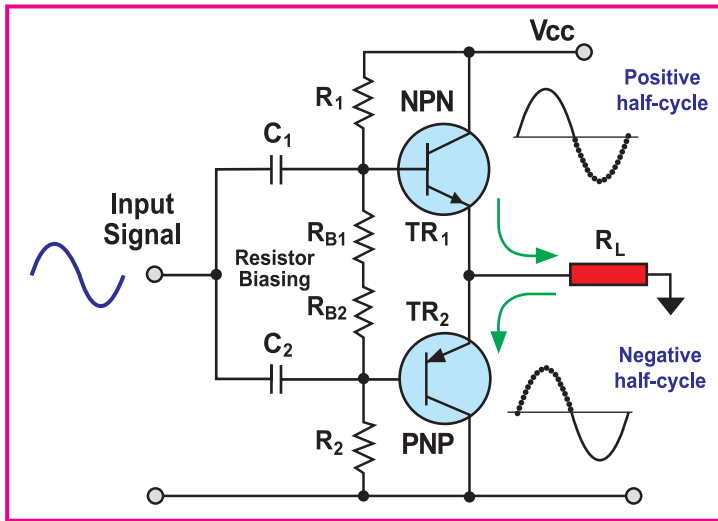 Vcc
Positive
half-cycle
R1
NPN
C1
Input
Signal
TR1
RB1
RL
Resistor
Biasing
RB2
TR2
C2
Negative
half-cycle
R2
PNP